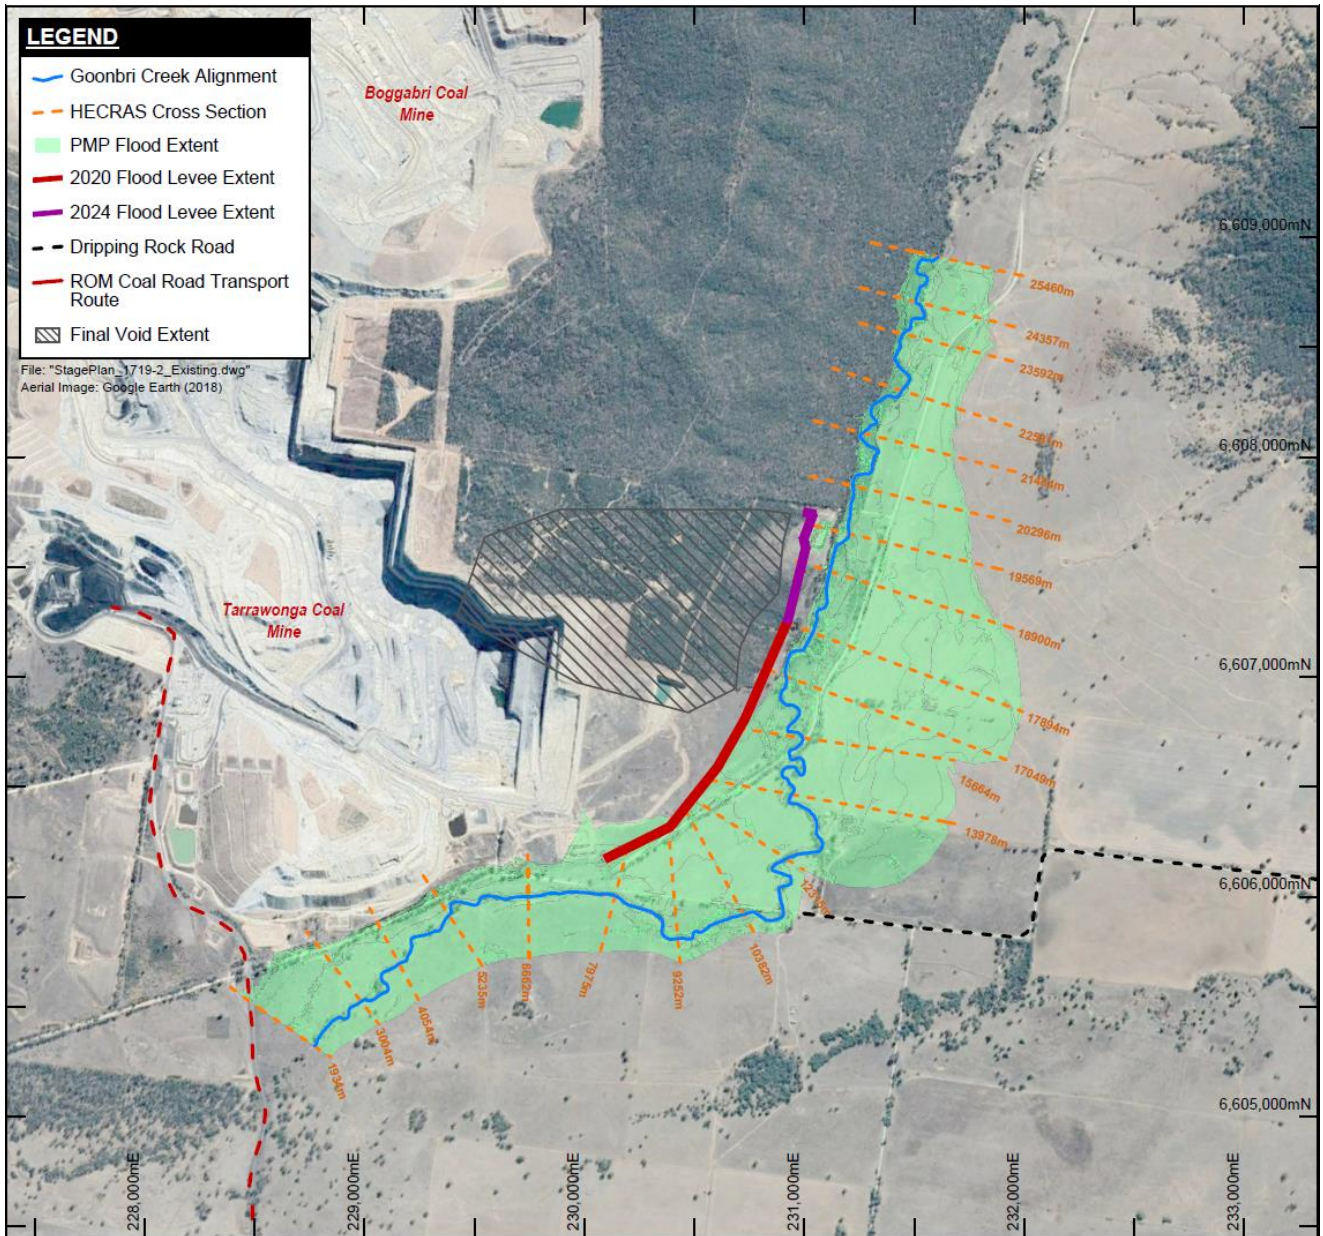 LEGEND
Goonbri Creek Alignment
HECRAS Cross Section
PMP Flood Extent
2020 Flood Levee Extent
2024 Flood Levee Extent
Dripping Rock Road
ROM Coal Road Transport
Route
Final Void Extent
File: "StagePlan_1719-2_Existing.dwg"
Aerial Image: Google Earth (2018)
Boggabri Coal
Mine
Tarrawonga Coal
Mine
6,609,000mN
25460m
24357m
23592m
6,608,000mN
20296m
19569m
18900m
6,607,000mN
17894m
17049m
15664m
13978m
6,606,000mN
10382m
9252m
7975m
6662m
5235m
4054m
3004m
1934m
6,605,000mN
228,000mE
229,000mE
230,000mE
231,000mE
232,000mE
233,000mE